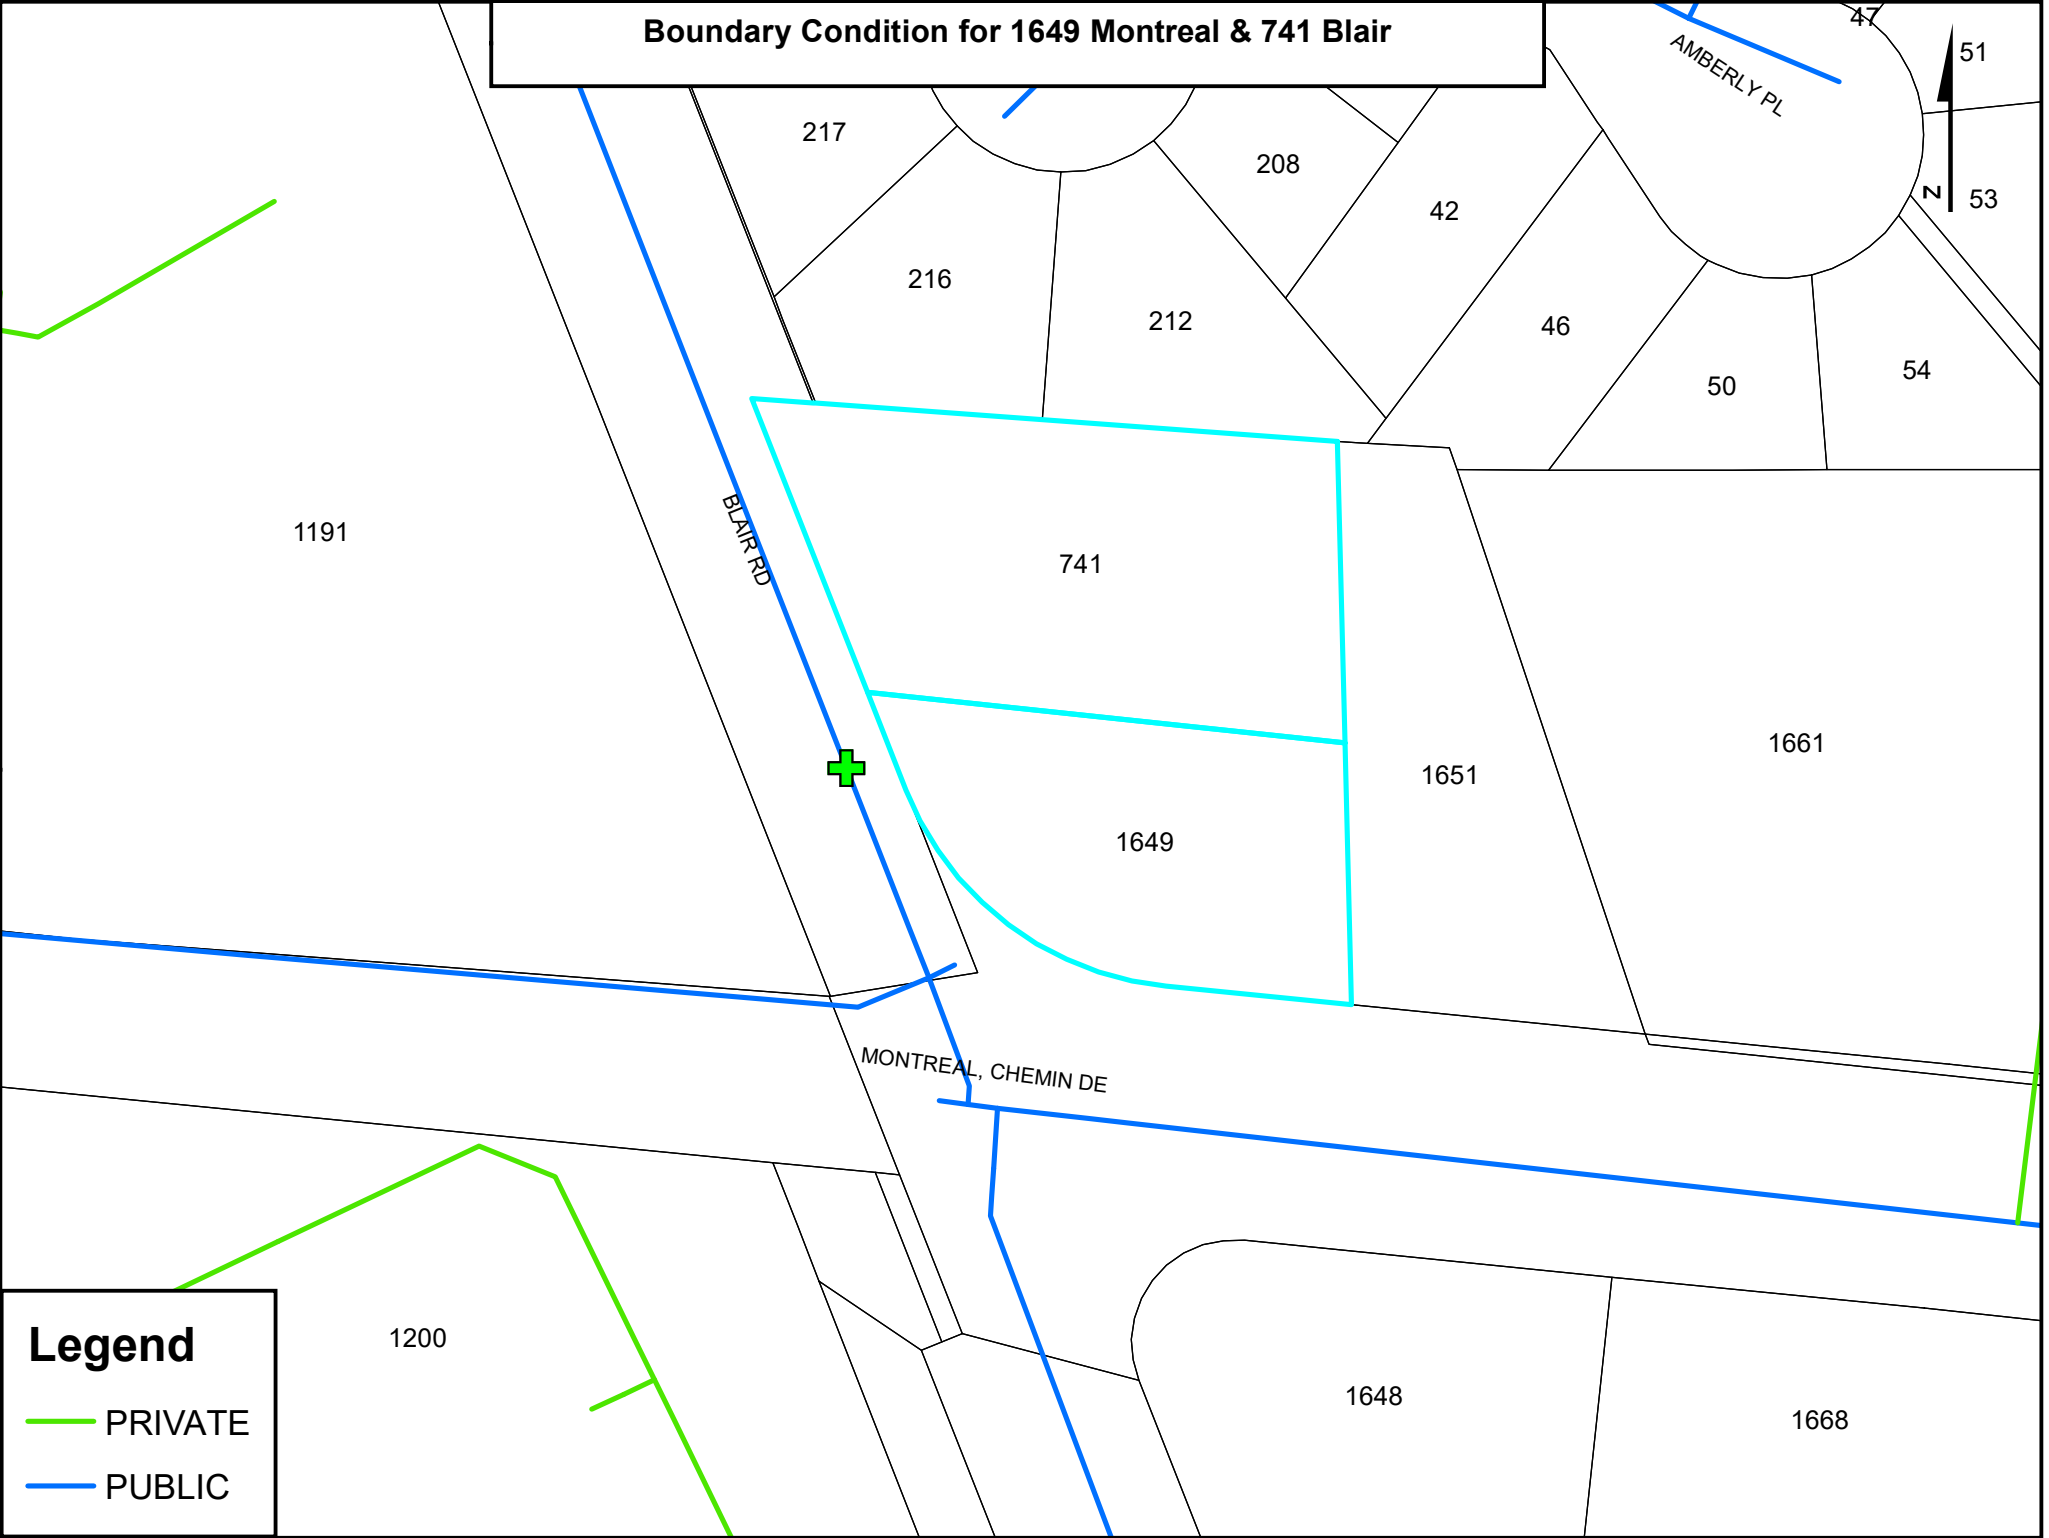 Boundary Condition for 1649 Montreal & 741 Blair
47
51
AMBERLY PL
217
208
42
Z
53
216
212
46
50
54
1191
BLAIR RD
741
1661
1651
1649
MONTREAL, CHEMIN DE
1200
1648
1668
Legend
PRIVATE
PUBLIC